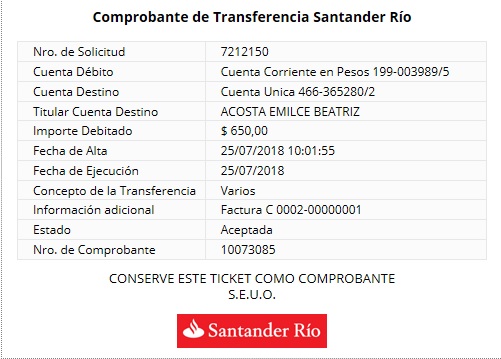 Comprobante de Transferencia Santander Río
Nro. de Solicitud 7212150
Cuenta Débito Cuenta Corriente en Pesos 199-003989/5
Cuenta Destino Cuenta Unica 466-365280/2
Titular Cuenta Destino ACOSTA EMILCE BEATRIZ
Importe Debitado $ 650,00
Fecha de Alta 25/07/2018 10:01:55
Fecha de Ejecución 25/07/2018
Concepto de la Transferencia Varios
Información adicional Factura C 0002-00000001
Estado Aceptada
Nro. de Comprobante 10073085
CONSERVE ESTE TICKET COMO COMPROBANTE
S.E.U.O.
Santander Río